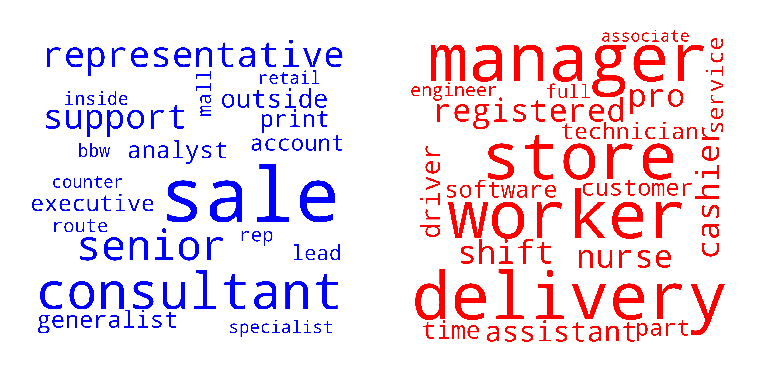 representative
retail
mall
inside
outside
support
print
account
bbw
analyst
counter
sale
executive
route
rep
senior
lead
consultant
generalist
specialist
associate
manager
service
engineer
full
pro
registered
technician
store
cashier
driver
software
customer
worker
shift
nurse
delivery
time
assistant
part